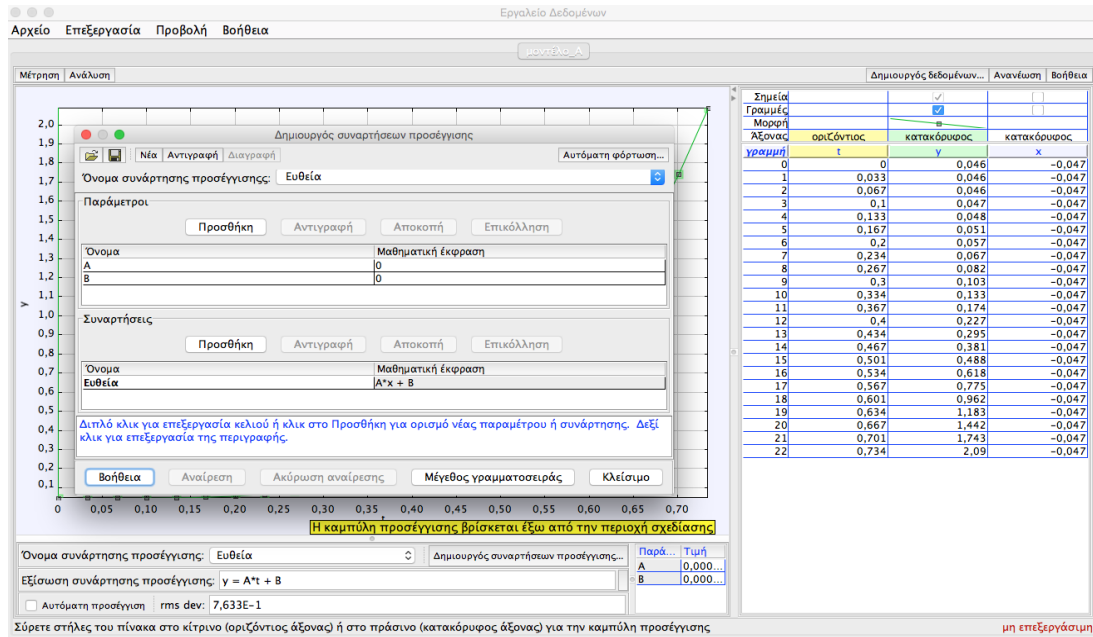 Εργαλείο Δεδομένων
Αρχείο Επεξεργασία Προβολή Βοήθεια
μοντέλο_Α
Μέτρηση Ανάλυση
Δημιουργός δεδομένων... Ανανέωση Βοήθεια
2,0
1,9
1,8
1,7
1,6
1,5
1,4
1,3
1,2
1,1
1,0
0,9
0,8
0,7
0,6
0,5
0,4
0,3
0,2
0,1
y
0 0,05 0,10 0,15 0,20 0,25 0,30 0,35 0,40 0,45 0,50 0,55 0,60 0,65 0,70
t
Η καμπύλη προσέγγισης βρίσκεται έξω από την περιοχή σχεδίασης
Δημιουργός συναρτήσεων προσέγγισης
Νέα Αντιγραφή Διαγραφή Αυτόματη φόρτωση...
Όνομα συνάρτησης προσέγγισηςς: Ευθεία
Παράμετροι
Προσθήκη Αντιγραφή Αποκοπή Επικόλληση
Όνομα Μαθηματική έκφραση
A 0
B 0
Συναρτήσεις
Προσθήκη Αντιγραφή Αποκοπή Επικόλληση
Όνομα Μαθηματική έκφραση
Ευθεία A*x + B
Διπλό κλικ για επεξεργασία κελιού ή κλικ στο Προσθήκη για ορισμό νέας παραμέτρου ή συνάρτησης. Δεξί
κλικ για επεξεργασία της περιγραφής.
Βοήθεια Αναίρεση Ακύρωση αναίρεσης Μέγεθος γραμματοσειράς Κλείσιμο
Σημεία
Γραμμές
Μορφή
Άξονας οριζόντιος κατακόρυφος κατακόρυφος
γραμμή t y x
0 0 0,046 -0,047
1 0,033 0,046 -0,047
2 0,067 0,046 -0,047
3 0,1 0,047 -0,047
4 0,133 0,048 -0,047
5 0,167 0,051 -0,047
6 0,2 0,057 -0,047
7 0,234 0,067 -0,047
8 0,267 0,082 -0,047
9 0,3 0,103 -0,047
10 0,334 0,133 -0,047
11 0,367 0,174 -0,047
12 0,4 0,227 -0,047
13 0,434 0,295 -0,047
14 0,467 0,381 -0,047
15 0,501 0,488 -0,047
16 0,534 0,618 -0,047
17 0,567 0,775 -0,047
18 0,601 0,962 -0,047
19 0,634 1,183 -0,047
20 0,667 1,442 -0,047
21 0,701 1,743 -0,047
22 0,734 2,09 -0,047
Όνομα συνάρτησης προσέγγισης: Ευθεία Δημιουργός συναρτήσεων προσέγγισης...
Εξίσωση συνάρτησης προσέγγισης: y = A*t + B
Αυτόματη προσέγγιση rms dev: 7,633E-1
Παρά... Τιμή
A 0,000...
B 0,000...
Σύρετε στήλες του πίνακα στο κίτρινο (οριζόντιος άξονας) ή στο πράσινο (κατακόρυφος άξονας) για την καμπύλη προσέγγισης
μη επεξεργάσιμη